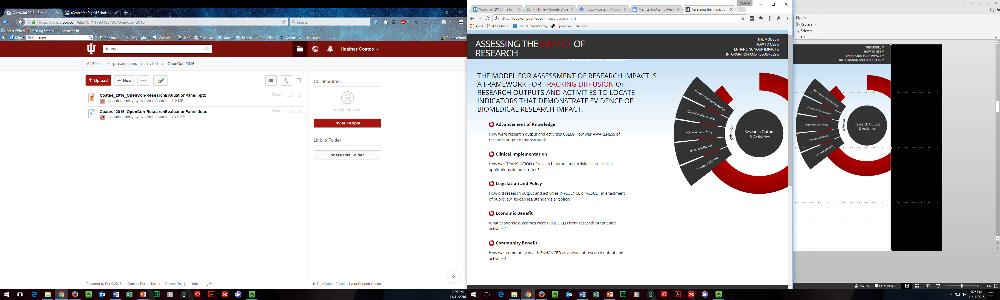 OpenCon 2016 - Box
:Center for Digital Scholar...
https://iu.app.box.com/files/0/f/11793196150/OpenCon_2016
Search
Most Visited
Getting Started
Altmetric it!
Diigo
iu travel
Bookmark
Highlight
Capture
Send
Read Later
Unread
Recent
Add a filter
Options
iu
travel
Go premium!
toread
Heather Coates
All Files
presentations
Invited
OpenCon 2016
Upload
New
Coates_2016_OpenCon-ResearchEvaluationPanel.pptx
V3 Updated today by Heather Coates 1.2 MB
Share
Coates_2016_OpenCon-ResearchEvaluationPanel.docx
V4 Updated today by Heather Coates 18.6 KB
Share
Collaborators
No One Invited
Invite People
Link to Folder
Share this Folder
?
Powered by Box ©2016 · Contact Box · Terms · Privacy Policy · Help · Log Out
IU Box Support? Contact your Support Center
7:25 PM
11/11/2016
Heather
Work: Fall 2016 | Trello
My Drive - Google Drive
Inbox – coates.hl@gmai
Metrics Bootcamp (Rese
Assessing the Impact of
https://becker.wustl.edu/impact-assessment
Apps
Altmetric it!
Events - WorkFlowy
OpenCon 2016: Sche
ASSESSING THE IMPACT OF
RESEARCH
A Bernard Becker Medical Library Project
THE MODEL //
HOW TO USE //
ENHANCING YOUR IMPACT //
INFORMATION AND RESOURCES //
THE MODEL FOR ASSESSMENT OF RESEARCH IMPACT IS
A FRAMEWORK FOR TRACKING DIFFUSION OF
RESEARCH OUTPUTS AND ACTIVITIES TO LOCATE
INDICATORS THAT DEMONSTRATE EVIDENCE OF
BIOMEDICAL RESEARCH IMPACT.
Advancement of Knowledge
How were research output and activities USED? How was AWARENESS of
research output demonstrated?
Clinical Implementation
How was TRANSLATION of research output and activities into clinical
applications demonstrated?
Legislation and Policy
How did research output and activities INFLUENCE or RESULT in enactment
of public law, guidelines, standards or policy?
Economic Benefit
What economic outcomes were PRODUCED from research output and
activities?
Community Benefit
How was community health ENHANCED as a result of research output and
activities?
Advancement of Knowledge
Clinical Implementation
Legislation and Policy
Economic Benefit
Community Benefit
diffusion
Research Output
& Activities
Sign in
Find
Replace
Select
Editing
THE MODEL //
HOW TO USE //
ENHANCING YOUR IMPACT //
INFORMATION AND RESOURCES //
Advancement of Knowledge
Clinical Implementation
Legislation and Policy
Economic Benefit
Community Benefit
diffusion
Research Output
& Activities
NOTES
COMMENTS
104%
7:25 PM
11/11/2016